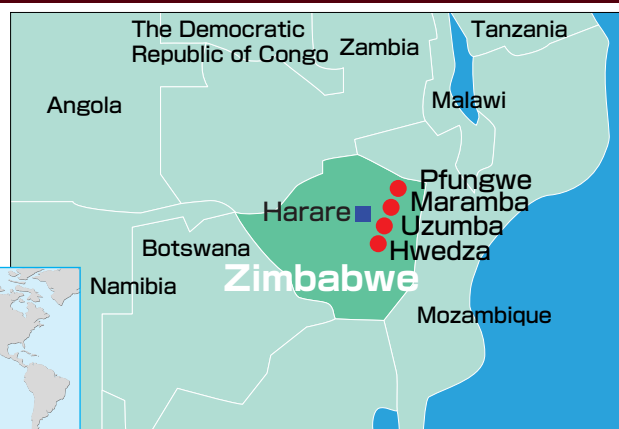 The Democratic
Republic of Congo
Zambia
Tanzania
Angola
Malawi
Pfungwe
Maramba
Harare
Uzumba
Hwedza
Botswana
Zimbabwe
Namibia
Mozambique